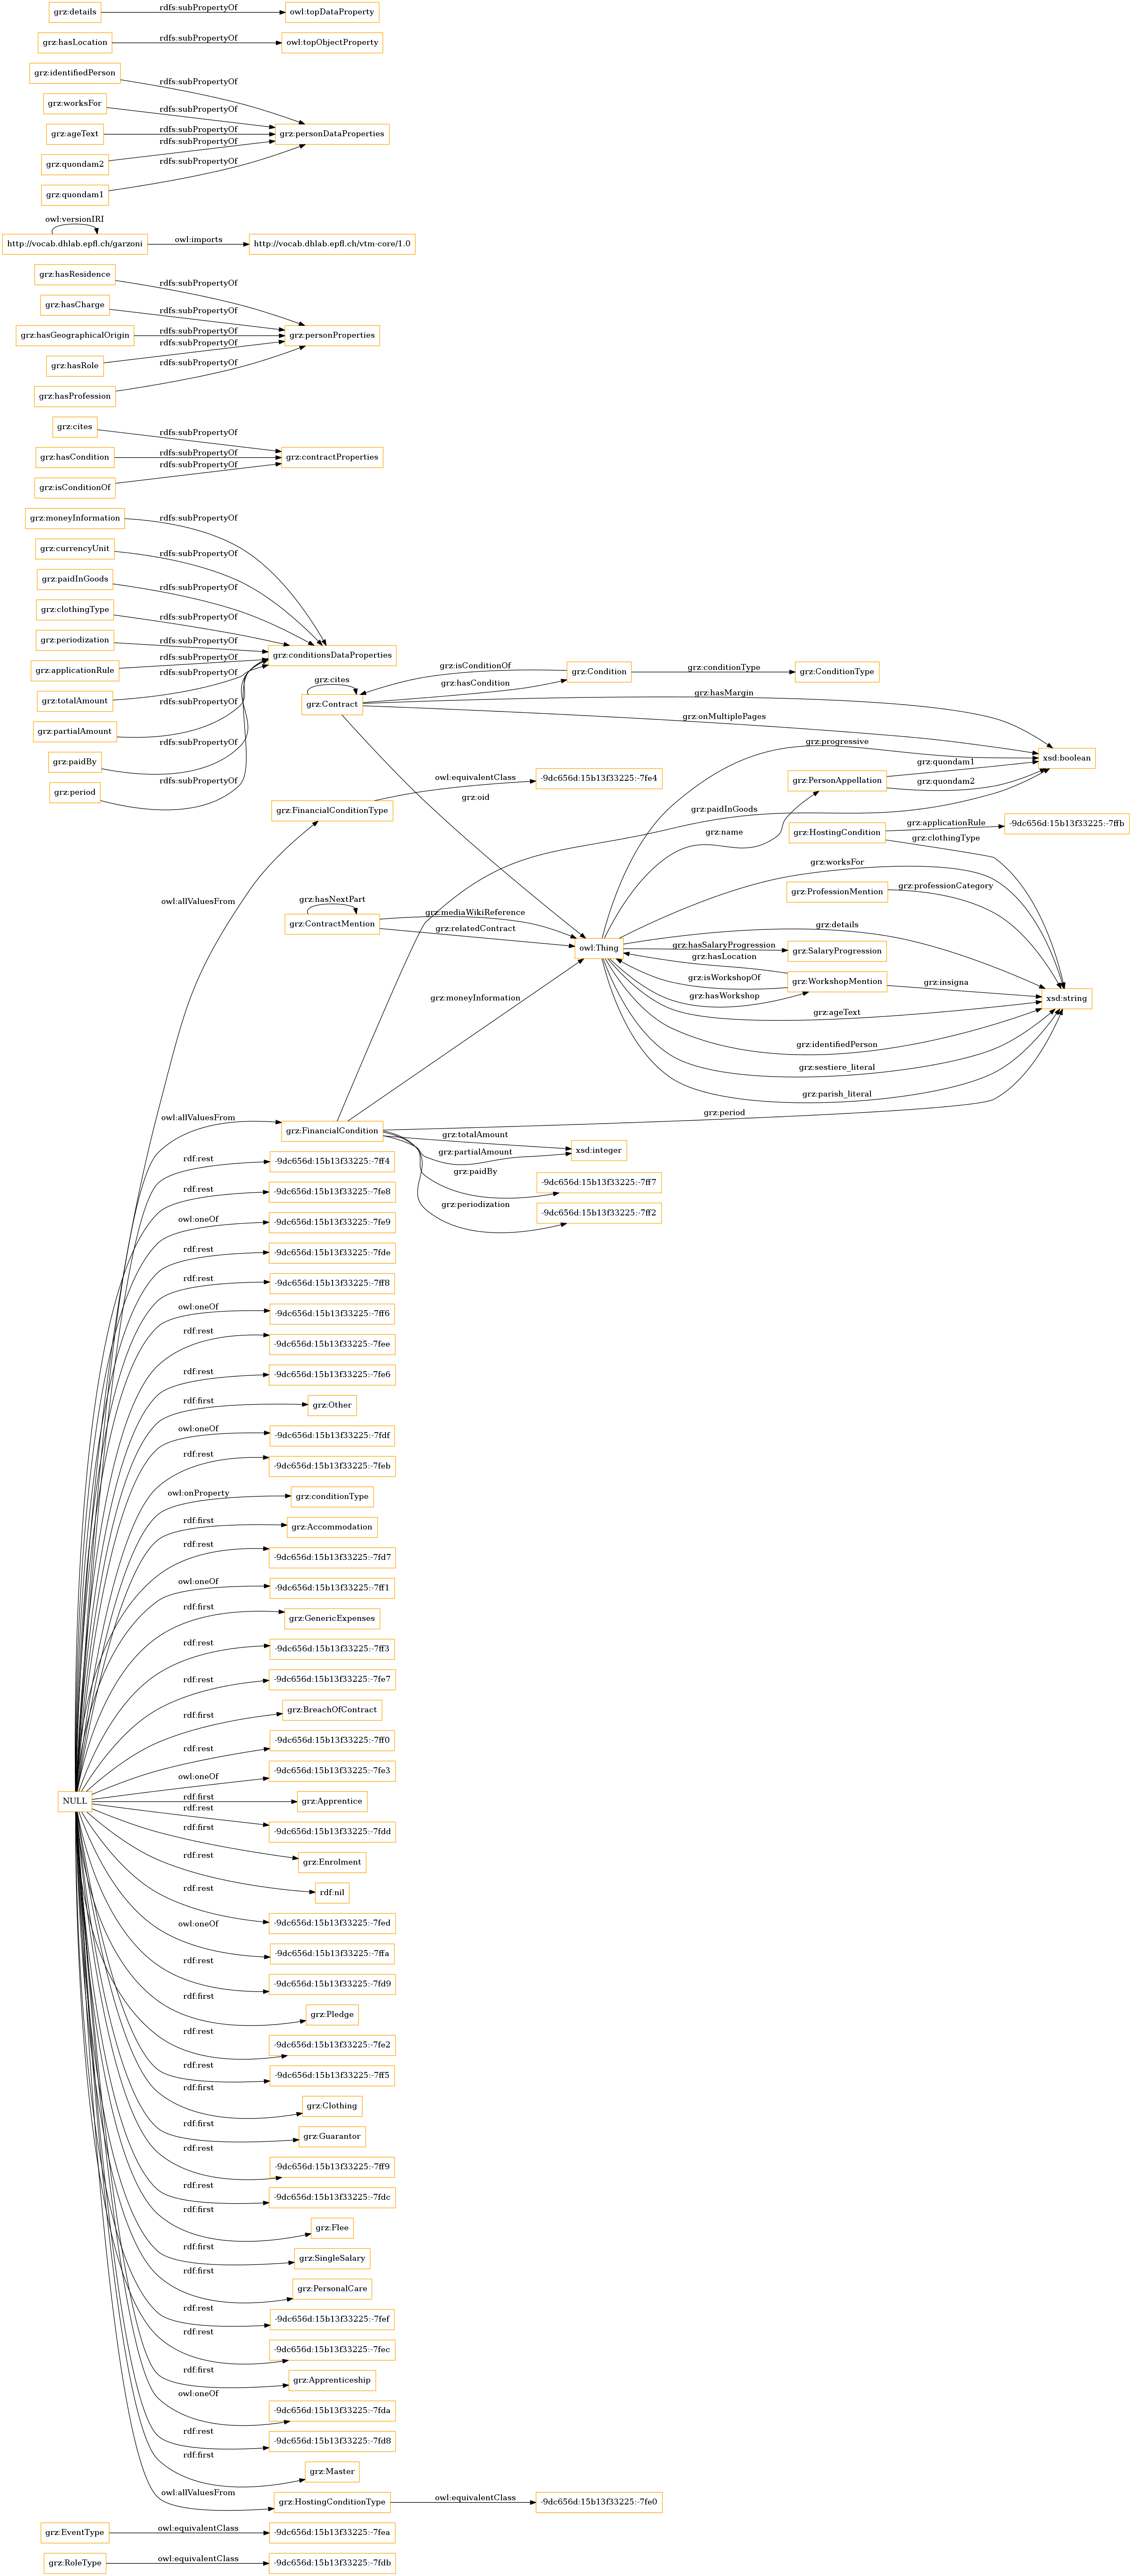 grz:details
rdfs:subPropertyOf
owl:topDataProperty
grz:hasLocation
rdfs:subPropertyOf
owl:topObjectProperty
grz:identifiedPerson
rdfs:subPropertyOf
grz:worksFor
rdfs:subPropertyOf
grz:ageText
rdfs:subPropertyOf
grz:personDataProperties
grz:quondam2
rdfs:subPropertyOf
grz:quondam1
rdfs:subPropertyOf
owl:versionIRI
http://vocab.dhlab.epfl.ch/garzoni
owl:imports
http://vocab.dhlab.epfl.ch/vtm-core/1.0
grz:hasResidence
rdfs:subPropertyOf
grz:hasCharge
rdfs:subPropertyOf
grz:hasGeographicalOrigin
rdfs:subPropertyOf
grz:personProperties
grz:hasRole
rdfs:subPropertyOf
grz:hasProfession
rdfs:subPropertyOf
grz:cites
rdfs:subPropertyOf
grz:hasCondition
rdfs:subPropertyOf
grz:contractProperties
grz:isConditionOf
rdfs:subPropertyOf
grz:moneyInformation
rdfs:subPropertyOf
grz:currencyUnit
rdfs:subPropertyOf
grz:paidInGoods
rdfs:subPropertyOf
grz:clothingType
rdfs:subPropertyOf
grz:periodization
rdfs:subPropertyOf
grz:conditionsDataProperties
grz:applicationRule
rdfs:subPropertyOf
grz:totalAmount
rdfs:subPropertyOf
grz:partialAmount
rdfs:subPropertyOf
grz:paidBy
rdfs:subPropertyOf
grz:period
rdfs:subPropertyOf
grz:cites
grz:Contract
grz:isConditionOf
grz:hasCondition
grz:Condition
grz:conditionType
grz:ConditionType
grz:hasMargin
grz:onMultiplePages
grz:progressive
xsd:boolean
grz:quondam1
grz:PersonAppellation
grz:quondam2
owl:equivalentClass
-9dc656d:15b13f33225:-7fe4
grz:FinancialConditionType
grz:oid
grz:paidInGoods
grz:name
grz:HostingCondition
grz:applicationRule
-9dc656d:15b13f33225:-7ffb
grz:clothingType
grz:worksFor
grz:ProfessionMention
grz:professionCategory
owl:allValuesFrom
grz:hasNextPart
grz:ContractMention
grz:mediaWikiReference
grz:relatedContract
owl:Thing
grz:details
grz:hasSalaryProgression
grz:SalaryProgression
grz:hasLocation
grz:isWorkshopOf
grz:WorkshopMention
grz:insigna
grz:hasWorkshop
xsd:string
grz:moneyInformation
grz:ageText
grz:identifiedPerson
grz:sestiere_literal
grz:parish_literal
owl:allValuesFrom
grz:FinancialCondition
grz:period
grz:totalAmount
xsd:integer
grz:partialAmount
grz:paidBy
-9dc656d:15b13f33225:-7ff7
grz:periodization
-9dc656d:15b13f33225:-7ff2
rdf:rest
-9dc656d:15b13f33225:-7ff4
rdf:rest
-9dc656d:15b13f33225:-7fe8
owl:oneOf
-9dc656d:15b13f33225:-7fe9
rdf:rest
-9dc656d:15b13f33225:-7fde
rdf:rest
-9dc656d:15b13f33225:-7ff8
owl:oneOf
-9dc656d:15b13f33225:-7ff6
rdf:rest
-9dc656d:15b13f33225:-7fee
rdf:rest
-9dc656d:15b13f33225:-7fe6
rdf:first
grz:Other
owl:oneOf
-9dc656d:15b13f33225:-7fdf
rdf:rest
-9dc656d:15b13f33225:-7feb
owl:onProperty
grz:conditionType
rdf:first
grz:Accommodation
rdf:rest
-9dc656d:15b13f33225:-7fd7
owl:oneOf
-9dc656d:15b13f33225:-7ff1
rdf:first
grz:GenericExpenses
rdf:rest
-9dc656d:15b13f33225:-7ff3
rdf:rest
-9dc656d:15b13f33225:-7fe7
rdf:first
grz:BreachOfContract
rdf:rest
-9dc656d:15b13f33225:-7ff0
owl:oneOf
-9dc656d:15b13f33225:-7fe3
NULL
rdf:first
grz:Apprentice
rdf:rest
-9dc656d:15b13f33225:-7fdd
rdf:first
grz:Enrolment
rdf:rest
rdf:nil
rdf:rest
-9dc656d:15b13f33225:-7fed
owl:oneOf
-9dc656d:15b13f33225:-7ffa
rdf:rest
-9dc656d:15b13f33225:-7fd9
rdf:first
grz:Pledge
rdf:rest
-9dc656d:15b13f33225:-7fe2
rdf:rest
-9dc656d:15b13f33225:-7ff5
rdf:first
grz:Clothing
rdf:first
grz:Guarantor
rdf:rest
-9dc656d:15b13f33225:-7ff9
rdf:rest
-9dc656d:15b13f33225:-7fdc
rdf:first
grz:Flee
rdf:first
grz:SingleSalary
rdf:first
grz:PersonalCare
rdf:rest
-9dc656d:15b13f33225:-7fef
rdf:rest
-9dc656d:15b13f33225:-7fec
rdf:first
grz:Apprenticeship
owl:oneOf
-9dc656d:15b13f33225:-7fda
rdf:rest
-9dc656d:15b13f33225:-7fd8
rdf:first
grz:Master
owl:allValuesFrom
grz:HostingConditionType
owl:equivalentClass
-9dc656d:15b13f33225:-7fe0
grz:EventType
owl:equivalentClass
-9dc656d:15b13f33225:-7fea
grz:RoleType
owl:equivalentClass
-9dc656d:15b13f33225:-7fdb